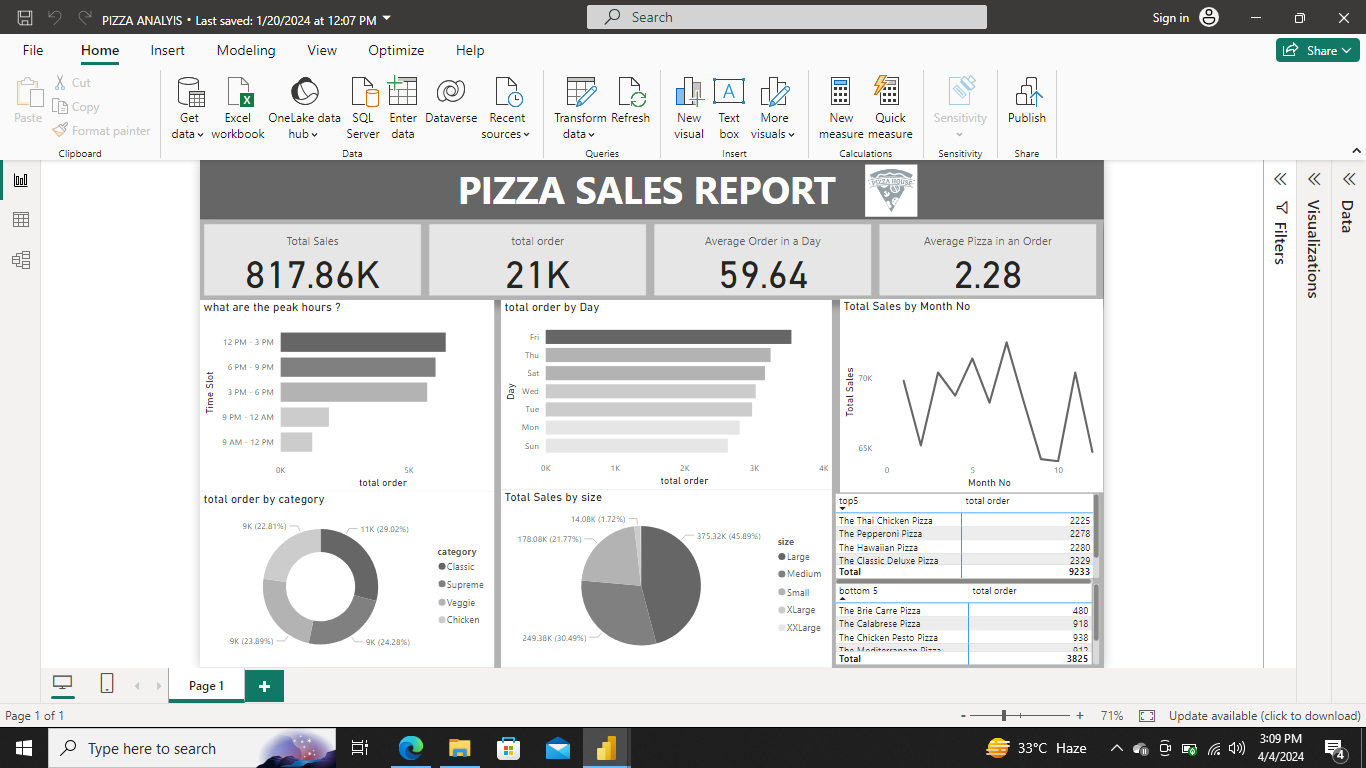 PIZZA ANALYIS • Last saved: 1/20/2024 at 12:07 PM
Search
Sign in
File Home Insert Modeling View Optimize Help
Share
Paste
Cut
Copy
Format painter
Clipboard
Get data
Excel workbook
OneLake data hub
SQL Server
Enter data
Dataverse
Recent sources
Data
Transform data
Refresh
Queries
New visual
Text box
More visuals
Insert
New measure
Quick measure
Calculations
Sensitivity
Sensitivity
Publish
Share
PIZZA SALES REPORT
PIZZA HOUSE
Total Sales
817.86K
total order
21K
Average Order in a Day
59.64
Average Pizza in an Order
2.28
what are the peak hours ?
Time Slot
12 PM - 3 PM
6 PM - 9 PM
3 PM - 6 PM
9 PM - 12 AM
9 AM - 12 PM
0K 5K
total order
total order by Day
Day
Fri
Thu
Sat
Wed
Tue
Mon
Sun
0K 1K 2K 3K 4K
total order
Total Sales by Month No
Total Sales
70K
65K
0 5 10
Month No
total order by category
9K (22.81%)
11K (29.02%)
9K (23.89%)
9K (24.28%)
category
Classic
Supreme
Veggie
Chicken
Total Sales by size
14.08K (1.72%)
178.08K (21.77%)
375.32K (45.89%)
249.38K (30.49%)
size
Large
Medium
Small
XLarge
XXLarge
top5 total order
The Thai Chicken Pizza 2225
The Pepperoni Pizza 2278
The Hawaiian Pizza 2280
The Classic Deluxe Pizza 2329
Total 9233
bottom 5 total order
The Brie Carre Pizza 480
The Calabrese Pizza 918
The Chicken Pesto Pizza 938
The Mediterranean Pizza 912
Total 3825
Filters
Visualizations
Data
Page 1
Page 1 of 1
- + 71%
Update available (click to download)
Type here to search
33°C Haze
3:09 PM
4/4/2024
4